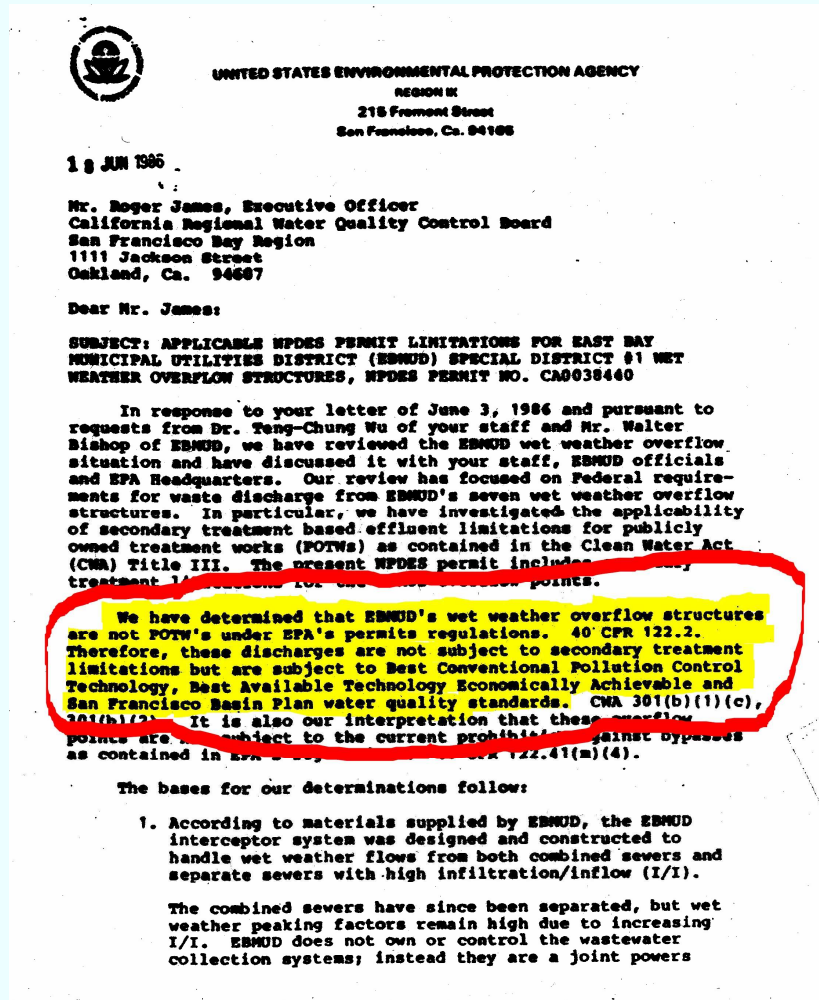 UNITED STATES ENVIRONMENTAL PROTECTION AGENCY
REGION IX
215 Fremont Street
San Francisco, Ca. 94105
18 JUN 1986
Mr. Roger James, Executive Officer
California Regional Water Quality Control Board
San Francisco Bay Region
1111 Jackson Street
Oakland, Ca. 94607
Dear Mr. James:
SUBJECT: APPLICABLE NPDES PERMIT LIMITATIONS FOR EAST BAY
MUNICIPAL UTILITIES DISTRICT (EBMUD) SPECIAL DISTRICT #1 WET
WEATHER OVERFLOW STRUCTURES, NPDES PERMIT NO. CA0038440
In response to your letter of June 3, 1986 and pursuant to
requests from Dr. Teng-Chung Wu of your staff and Mr. Walter
Bishop of EBMUD, we have reviewed the EBMUD wet weather overflow
situation and have discussed it with your staff, EBMUD officials
and EPA Headquarters. Our review has focused on Federal require-
ments for waste discharge from EBMUD's seven wet weather overflow
structures. In particular, we have investigated the applicability
of secondary treatment based effluent limitations for publicly
owned treatment works (POTWs) as contained in the Clean Water Act
(CWA) Title III. The present NPDES permit includes
treatment points.
We have determined that EBMUD's wet weather overflow structures
are not POTW's under EPA's permits regulations. 40 CFR 122.2.
Therefore, these discharges are not subject to secondary treatment
limitations but are subject to Best Conventional Pollution Control
Technology, Best Available Technology Economically Achievable and
San Francisco Basin Plan water quality standards. CWA 301(b)(1)(c),
301(b)(2). It is also our interpretation that these overflow
points are subject to the current against bypasses
as contained in 122.41(m)(4).
The bases for our determinations follow:
1. According to materials supplied by EBMUD, the EBMUD
interceptor system was designed and constructed to
handle wet weather flows from both combined sewers and
separate sewers with high infiltration/inflow (I/I).
The combined sewers have since been separated, but wet
weather peaking factors remain high due to increasing
I/I. EBMUD does not own or control the wastewater
collection systems; instead they are a joint powers